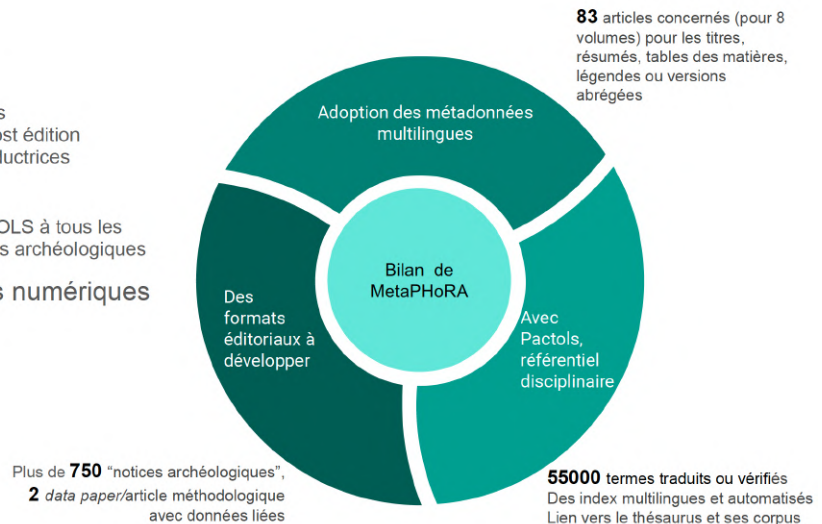 83 articles concernés (pour 8
volumes) pour les titres,
résumés, tables des matières,
légendes ou versions
abrégées
st édition
OLS à tous les
s archéologiques
s numériques
Adoption des métadonnées
multilingues
Bilan de
MetaPHoRA
Des
formats
éditoriaux à
développer
Avec
Pactols,
référentiel
disciplinaire
Plus de 750 “notices archéologiques”,
2 data paper/article méthodologique
avec données liées
55000 termes traduits ou vérifiés
Des index multilingues et automatisés
Lien vers le thésaurus et ses corpus